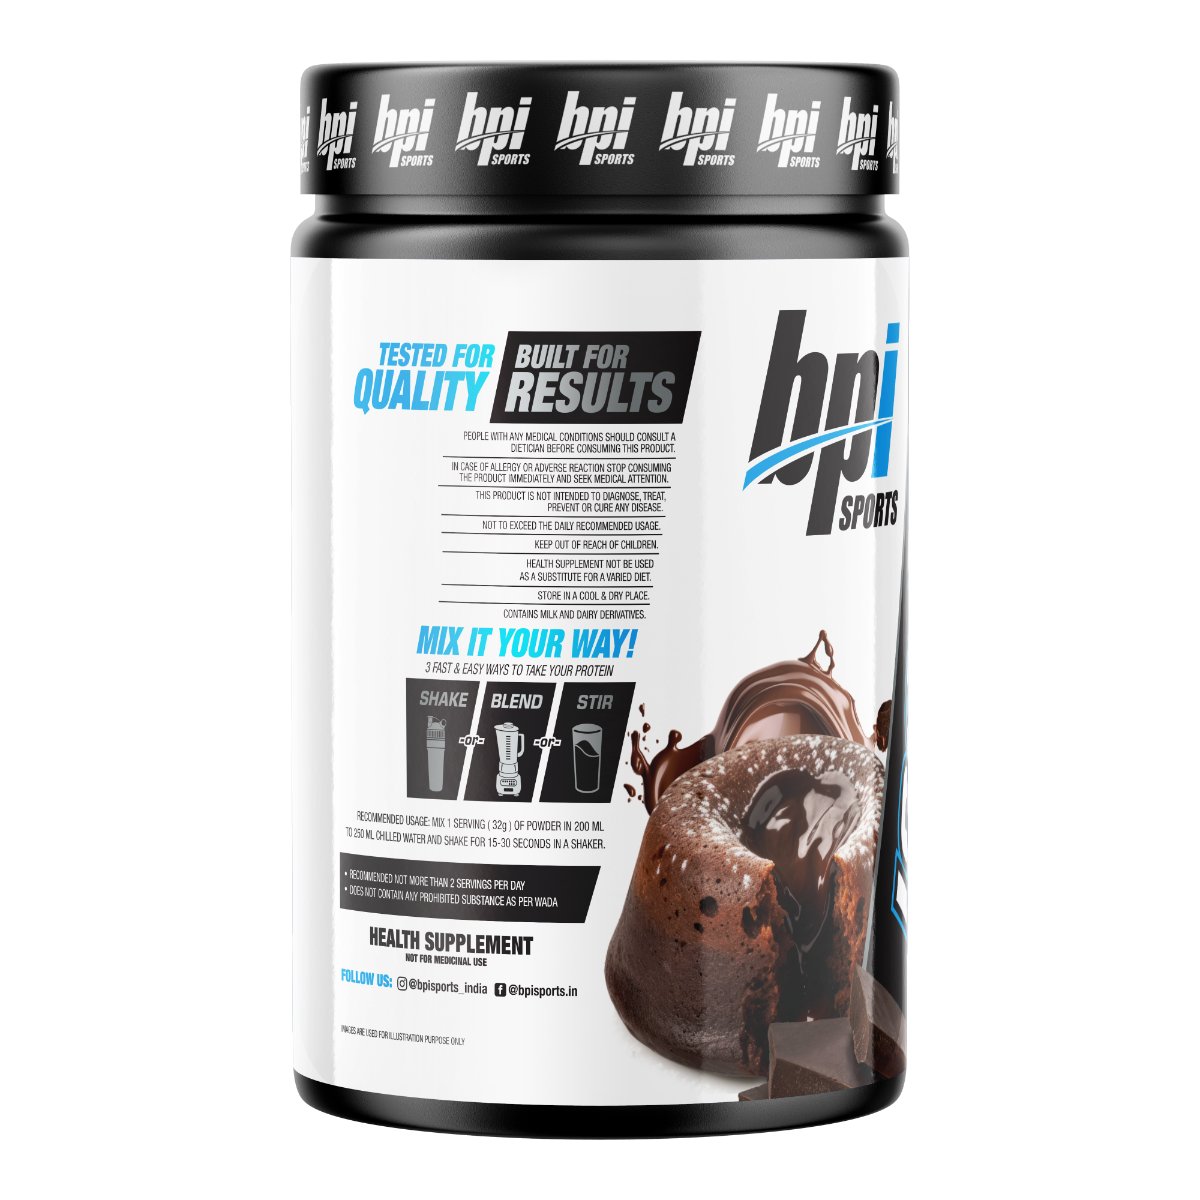 bpi SPORTS bpi SPORTS bpi SPORTS bpi SPORTS bpi SPORTS bpi SPORTS bpi SPORTS
TESTED FOR
QUALITY
BUILT FOR
RESULTS
PEOPLE WITH ANY MEDICAL CONDITIONS SHOULD CONSULT A
DIETICIAN BEFORE CONSUMING THIS PRODUCT.
IN CASE OF ALLERGY OR ADVERSE REACTION STOP CONSUMING
THE PRODUCT IMMEDIATELY AND SEEK MEDICAL ATTENTION.
THIS PRODUCT IS NOT INTENDED TO DIAGNOSE, TREAT,
PREVENT OR CURE ANY DISEASE.
NOT TO EXCEED THE DAILY RECOMMENDED USAGE.
KEEP OUT OF REACH OF CHILDREN.
HEALTH SUPPLEMENT NOT BE USED
AS A SUBSTITUTE FOR A VARIED DIET.
STORE IN A COOL & DRY PLACE.
CONTAINS MILK AND DAIRY DERIVATIVES.
MIX IT YOUR WAY!
3 FAST & EASY WAYS TO TAKE YOUR PROTEIN
SHAKE -or- BLEND -or- STIR
RECOMMENDED USAGE: MIX 1 SERVING ( 32g ) OF POWDER IN 200 ML
TO 250 ML CHILLED WATER AND SHAKE FOR 15-30 SECONDS IN A SHAKER.
• RECOMMENDED NOT MORE THAN 2 SERVINGS PER DAY
• DOES NOT CONTAIN ANY PROHIBITED SUBSTANCE AS PER WADA
HEALTH SUPPLEMENT
NOT FOR MEDICINAL USE
FOLLOW US: @bpisports_india @bpisports.in
IMAGES ARE USED FOR ILLUSTRATION PURPOSE ONLY
bpi
SPORTS